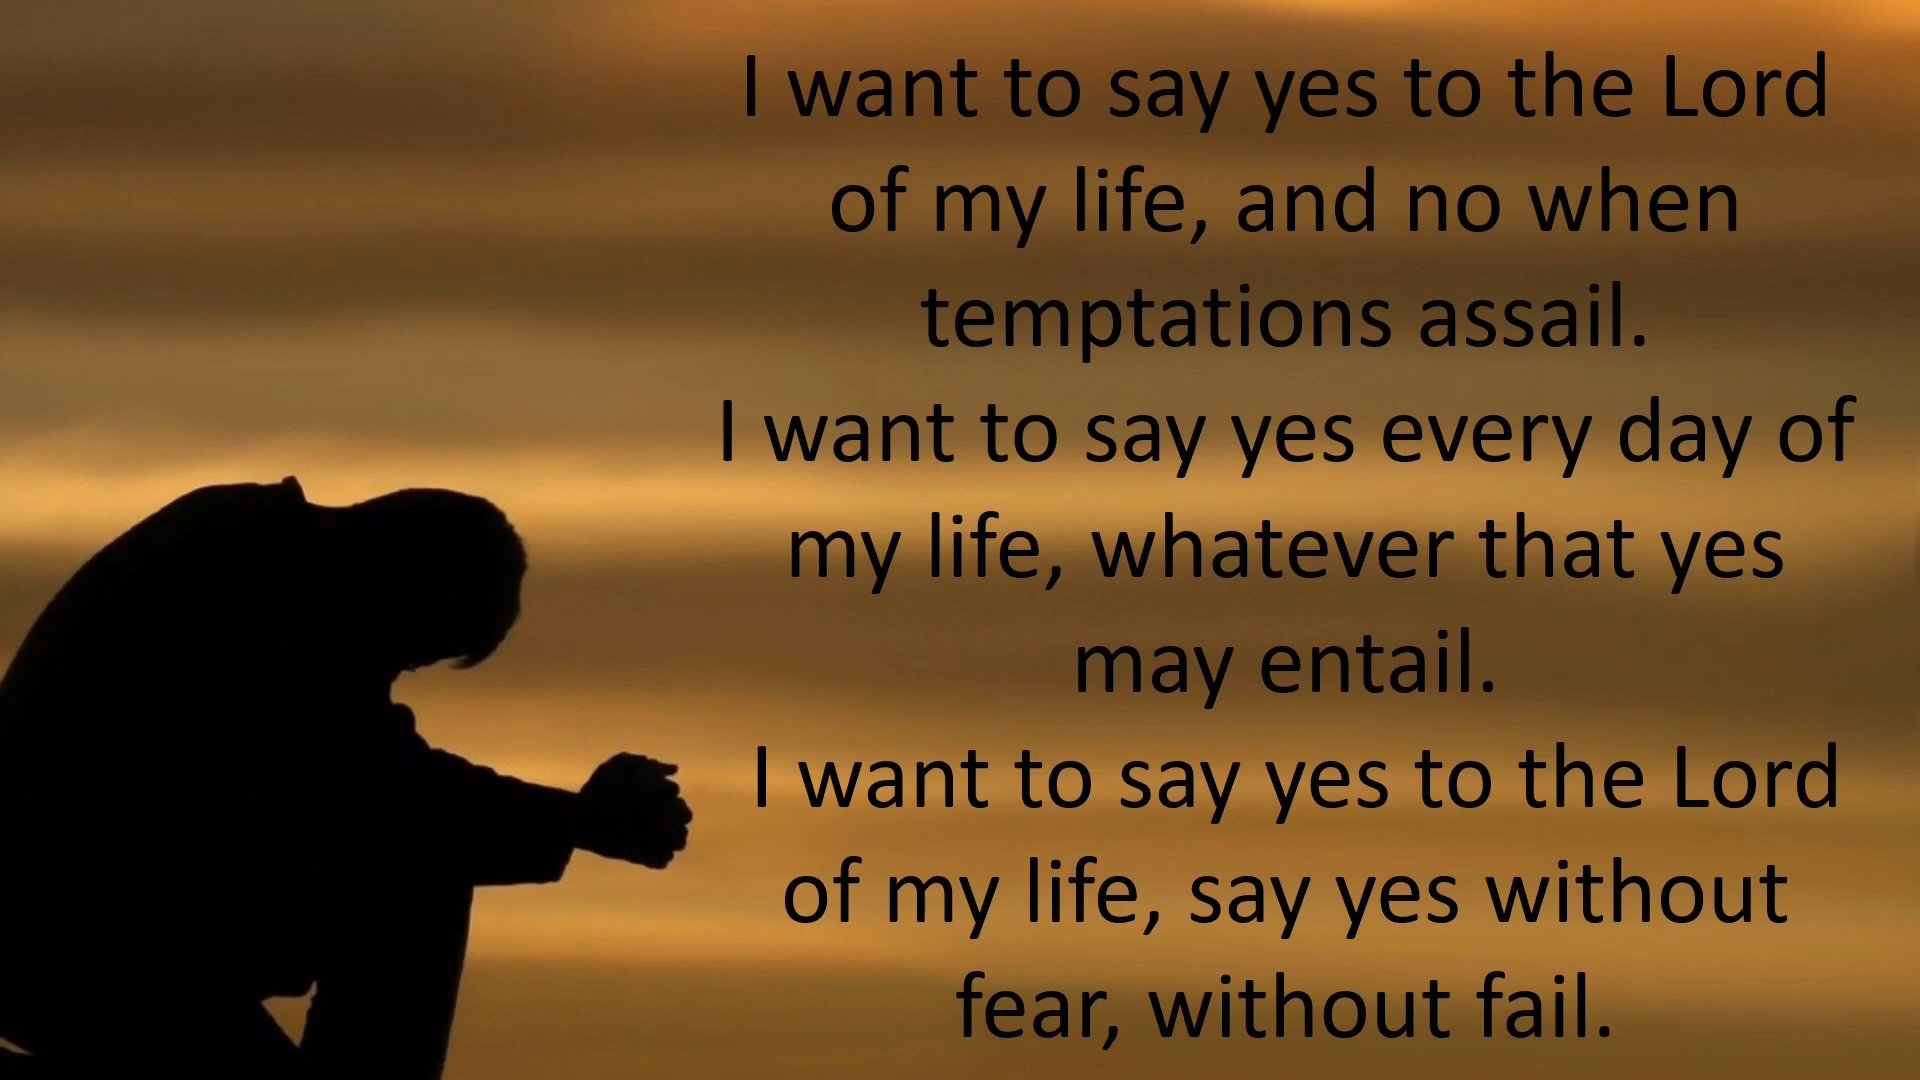 I want to say yes to the Lord
of my life, and no when
temptations assail.
I want to say yes every day of
my life, whatever that yes
may entail.
I want to say yes to the Lord
of my life, say yes without
fear, without fail.